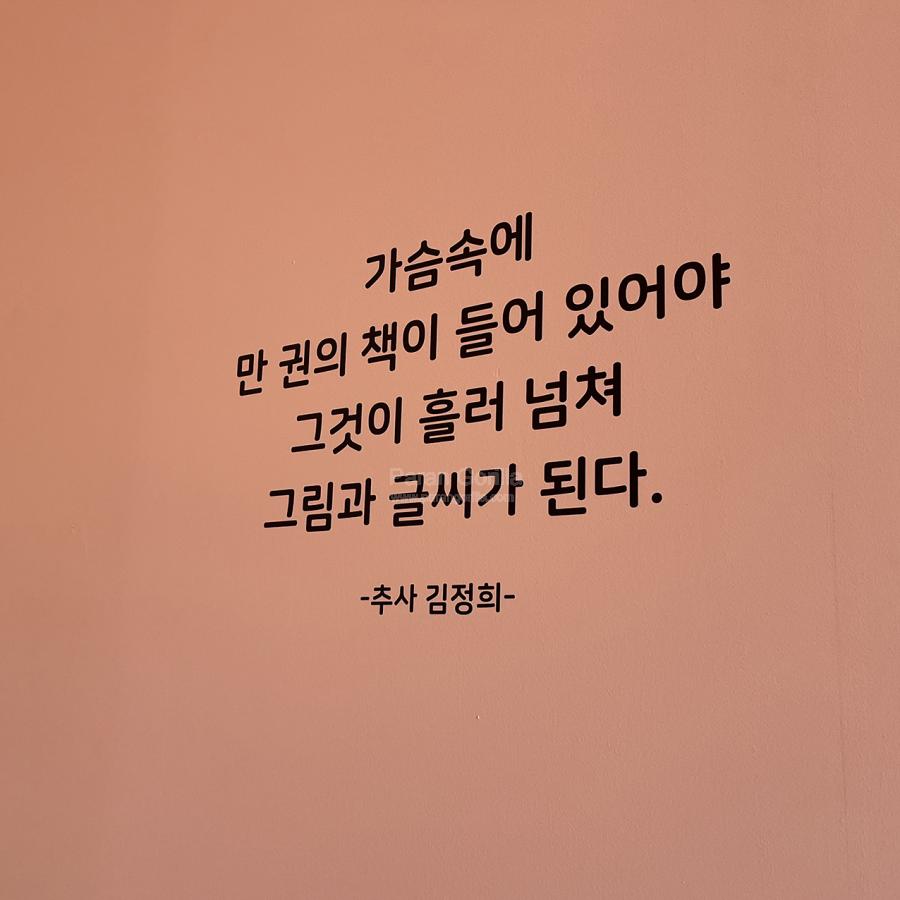 가슴속에
만 권의 책이 들어 있어야
그것이 흘러 넘쳐
그림과 글씨가 된다.
-추사 김정희-